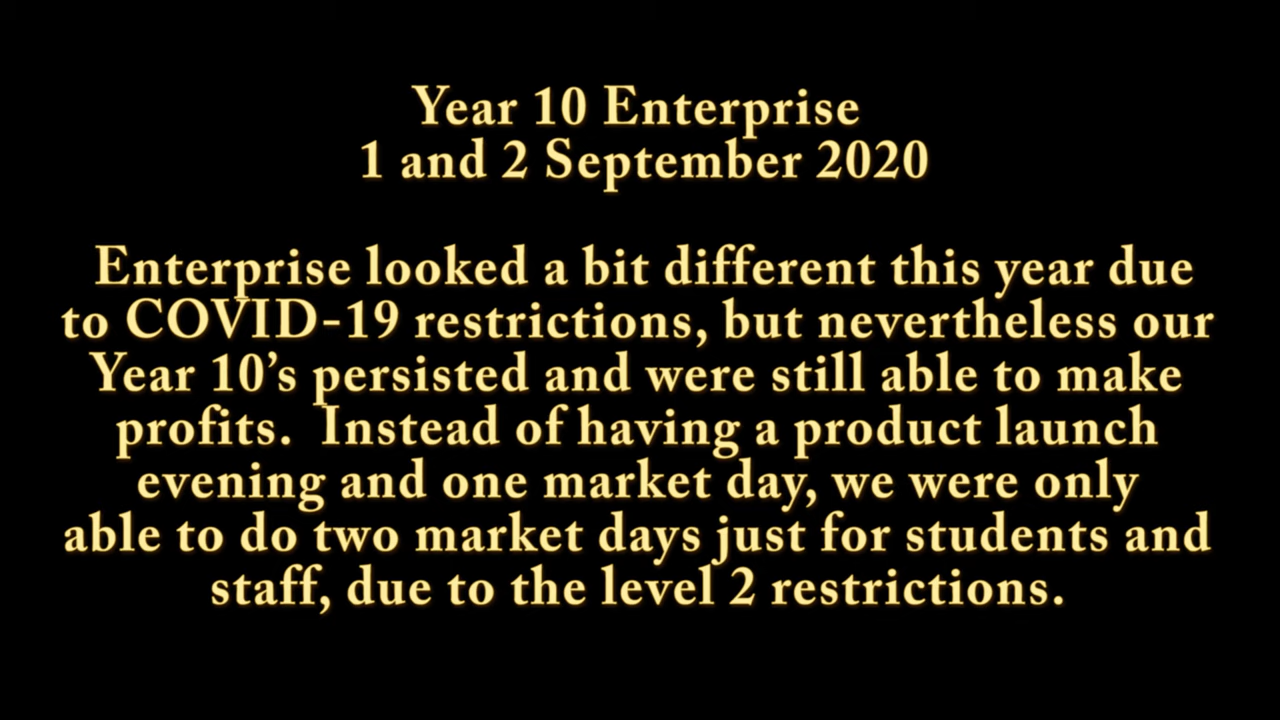 Year 10 Enterprise
1 and 2 September 2020
Enterprise looked a bit different this year due
to COVID-19 restrictions, but nevertheless our
Year 10’s persisted and were still able to make
profits.  Instead of having a product launch
evening and one market day, we were only
able to do two market days just for students and
staff, due to the level 2 restrictions.